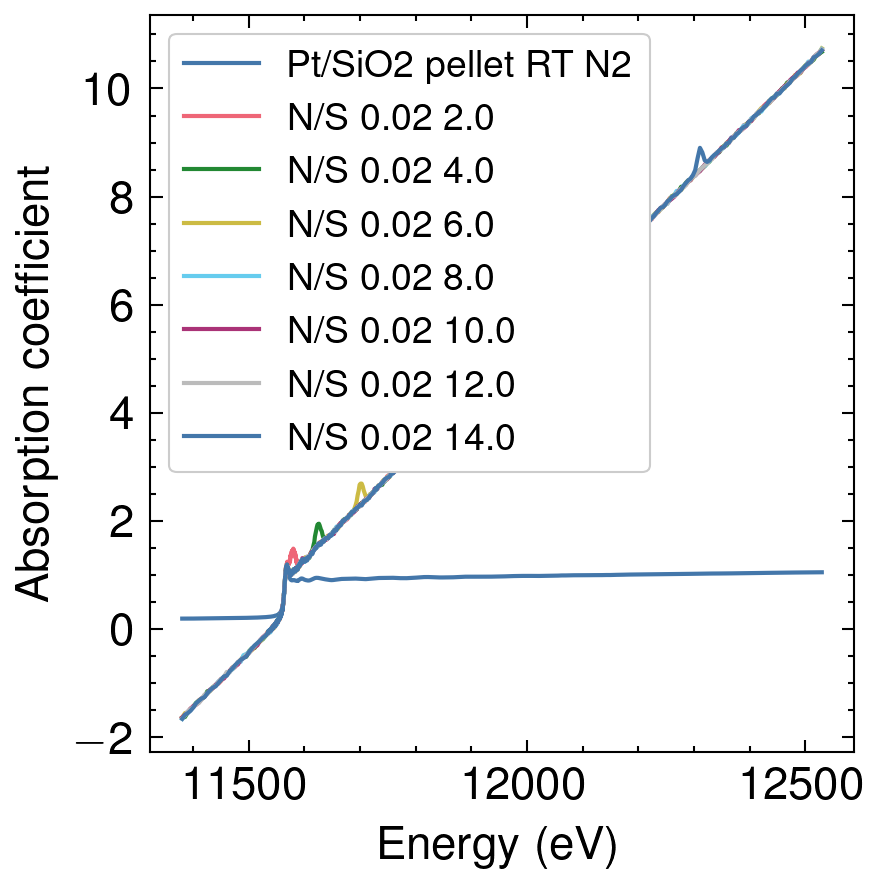 Pt/SiO2 pellet RT N2
N/S 0.02 2.0
N/S 0.02 4.0
N/S 0.02 6.0
N/S 0.02 8.0
N/S 0.02 10.0
N/S 0.02 12.0
N/S 0.02 14.0
10
8
6
4
2
0
−2
Absorption coefficient
11500 12000 12500
Energy (eV)